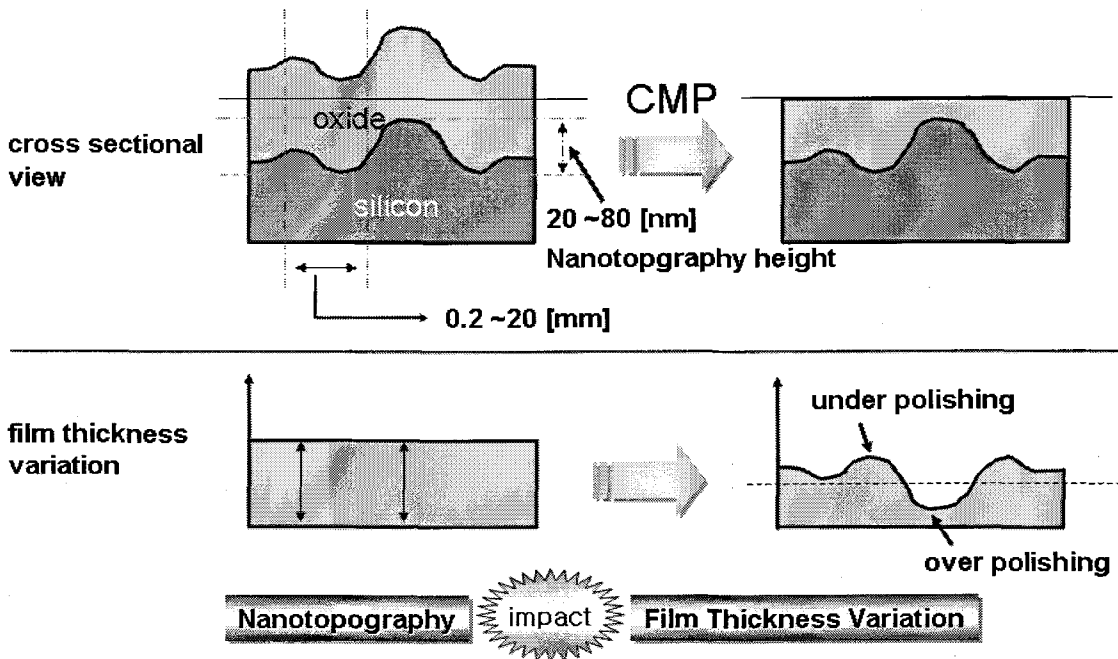 cross sectional
view
oxide
silicon
CMP
20 ~80 [nm]
Nanotopgraphy height
0.2 ~20 [mm]
film thickness
variation
under polishing
over polishing
Nanotopography
impact
Film Thickness Variation